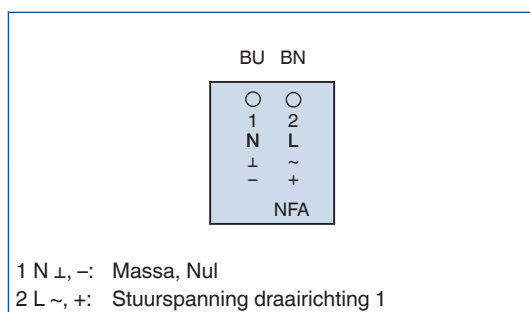 BU BN
1 2
N L
⊥ ~
– +
NFA
1 N ⊥, –: Massa, Nul
2 L ~, +: Stuurspanning draairichting 1